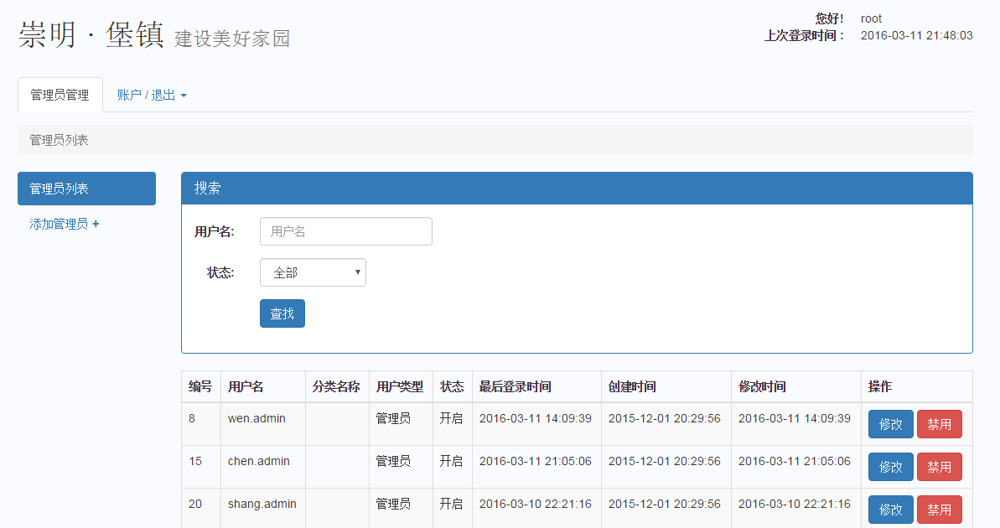 崇明 · 堡镇 建设美好家园
您好! root
上次登录时间： 2016-03-11 21:48:03
管理员管理 账户 / 退出
管理员列表
管理员列表
添加管理员 +
搜索
用户名: 用户名
状态: 全部
查找
编号 用户名 分类名称 用户类型 状态 最后登录时间 创建时间 修改时间 操作
8 wen.admin 管理员 开启 2016-03-11 14:09:39 2015-12-01 20:29:56 2016-03-11 14:09:39 修改 禁用
15 chen.admin 管理员 开启 2016-03-11 21:05:06 2015-12-01 20:29:56 2016-03-11 21:05:06 修改 禁用
20 shang.admin 管理员 开启 2016-03-10 22:21:16 2015-12-01 20:29:56 2016-03-10 22:21:16 修改 禁用